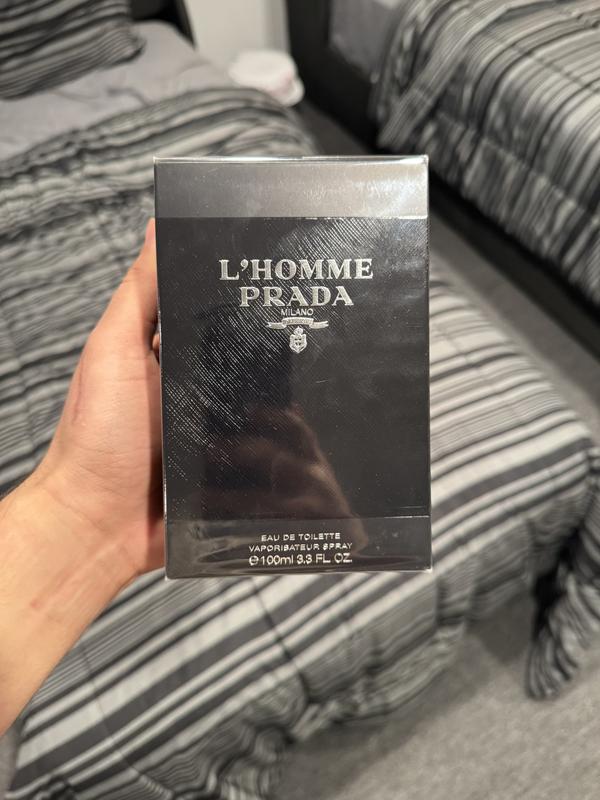 L'HOMME
PRADA
MILANO
EAU DE TOILETTE
VAPORISATEUR SPRAY
℮100ml 3.3 FL. OZ.